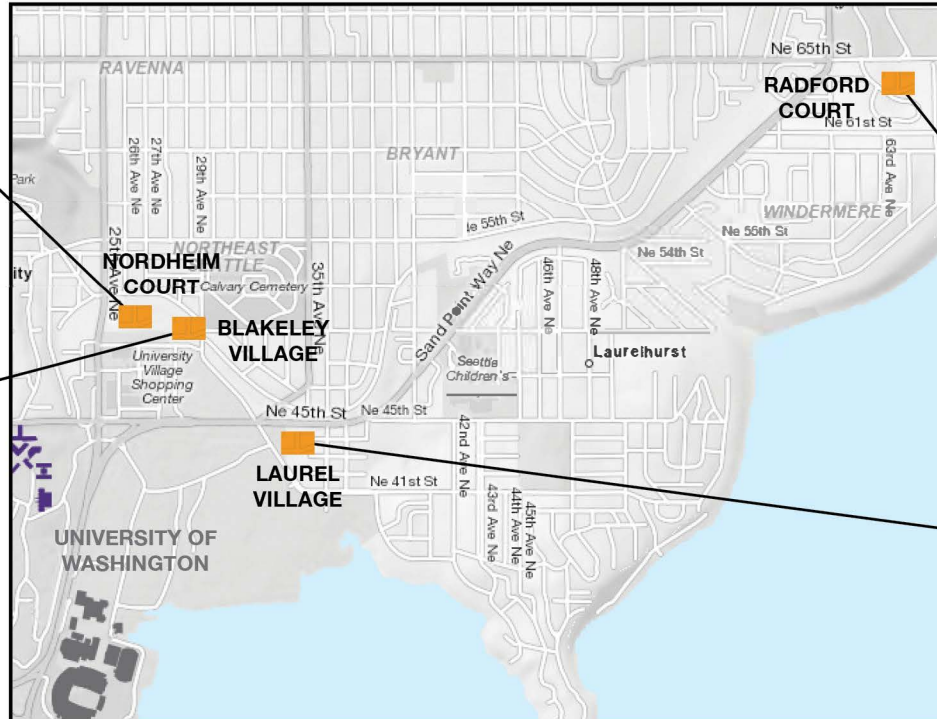 Ne 65th St
RAVENNA
RADFORD
COURT
Ne 61st St
63rd Ave Ne
26th Ave Ne
27th Ave Ne
29th Ave Ne
BRYANT
Park
WINDERMERE
25th Ave Ne
NORTHEAST
SEATTLE
Calvary Cemetery
35th Ave Ne
Ne 55th St
Ne 55th St
Ne 54th St
46th Ave Ne
48th Ave Ne
Sand Point Way Ne
ity
NORDHEIM
COURT
BLAKELEY
VILLAGE
University
Village
Shopping
Center
Seattle
Children's
Laurelhurst
Ne 45th St
Ne 45th St
42nd Ave Ne
LAUREL
VILLAGE
Ne 41st St
43rd Ave Ne
44th Ave Ne
45th Ave Ne
UNIVERSITY OF
WASHINGTON